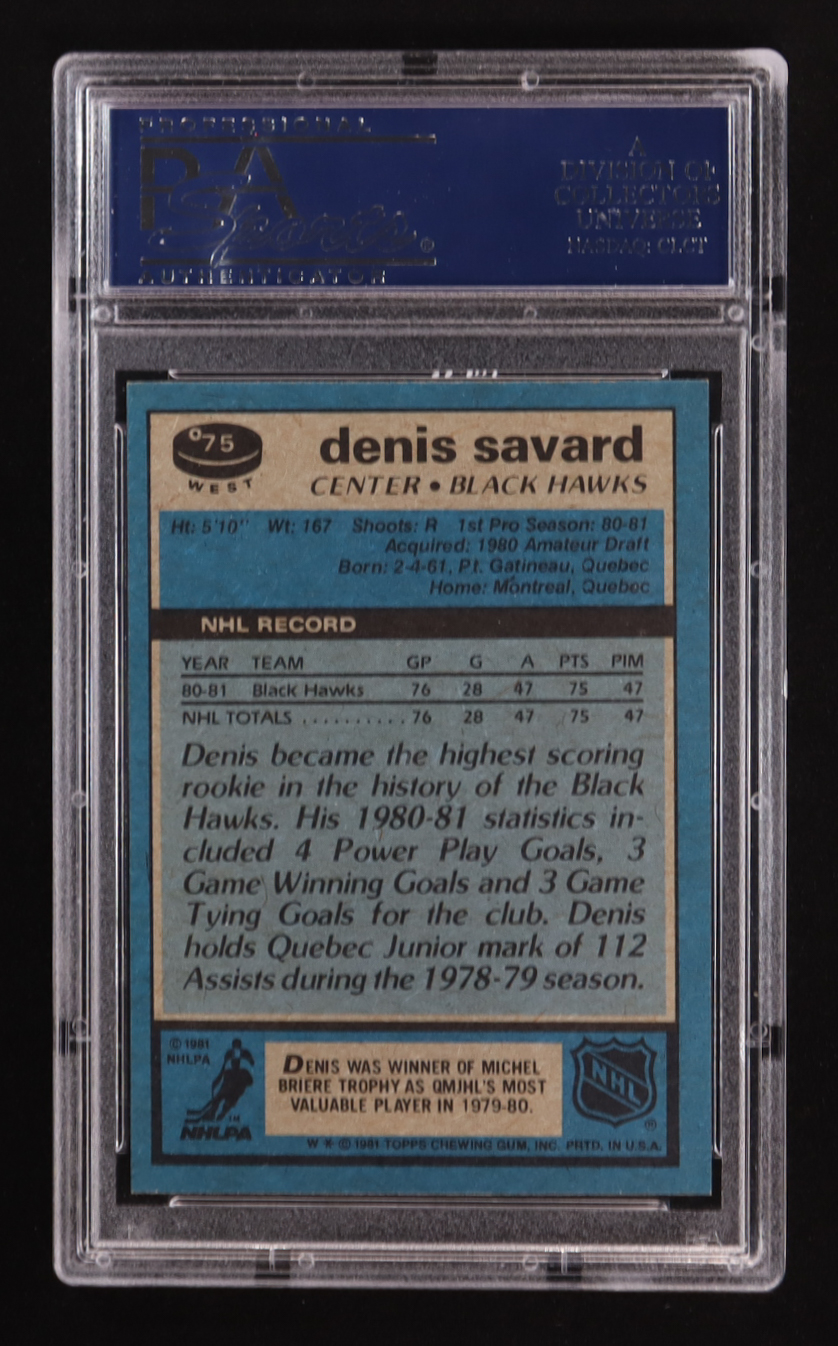 PROFESSIONAL
PSA
Sports®
AUTHENTICATOR
A
DIVISION OF
COLLECTORS
UNIVERSE
NASDAQ: CLCT
75
WEST
denis savard
CENTER • BLACK HAWKS
Ht: 5'10" Wt: 167 Shoots: R 1st Pro Season: 80-81
Acquired: 1980 Amateur Draft
Born: 2-4-61, Pt. Gatineau, Quebec
Home: Montreal, Quebec
NHL RECORD
YEAR TEAM GP G A PTS PIM
80-81 Black Hawks 76 28 47 75 47
NHL TOTALS .......... 76 28 47 75 47
Denis became the highest scoring
rookie in the history of the Black
Hawks. His 1980-81 statistics in-
cluded 4 Power Play Goals, 3
Game Winning Goals and 3 Game
Tying Goals for the club. Denis
holds Quebec Junior mark of 112
Assists during the 1978-79 season.
© 1981
NHLPA
IN
NHLPA
DENIS WAS WINNER OF MICHEL
BRIERE TROPHY AS QMJHL'S MOST
VALUABLE PLAYER IN 1979-80.
NHL
®
W * © 1981 TOPPS CHEWING GUM, INC. PRTD. IN U.S.A.